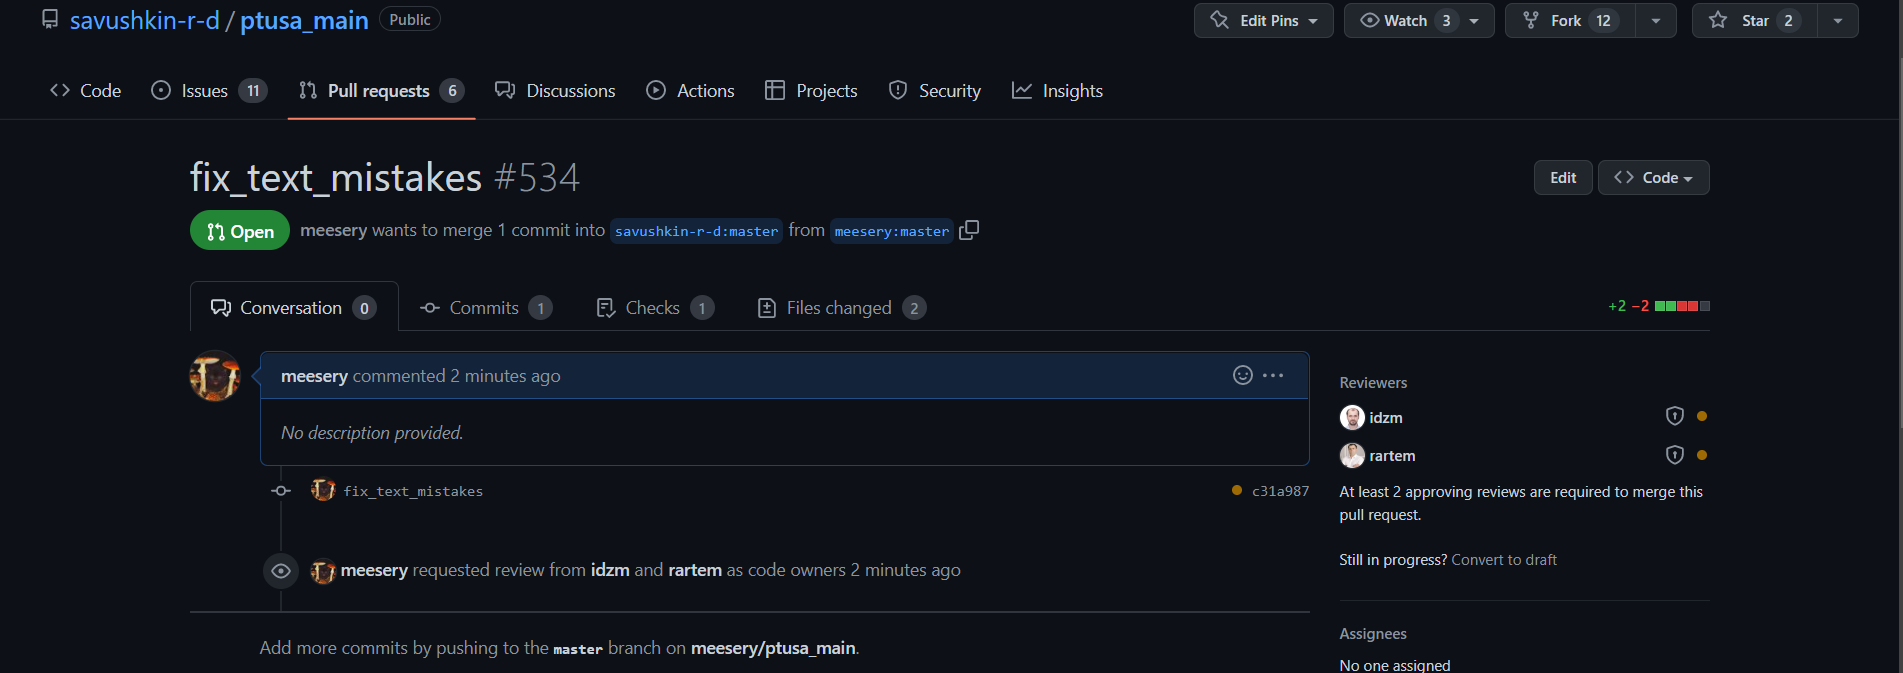 savushkin-r-d / ptusa_main Public
Edit Pins Watch 3 Fork 12 Star 2
Code Issues 11 Pull requests 6 Discussions Actions Projects Security Insights
fix_text_mistakes #534
Edit Code
Open meesery wants to merge 1 commit into savushkin-r-d:master from meesery:master
Conversation 0 Commits 1 Checks 1 Files changed 2 +2 −2
meesery commented 2 minutes ago
No description provided.
fix_text_mistakes c31a987
meesery requested review from idzm and rartem as code owners 2 minutes ago
Add more commits by pushing to the master branch on meesery/ptusa_main.
Reviewers
idzm
rartem
At least 2 approving reviews are required to merge this
pull request.
Still in progress? Convert to draft
Assignees
No one assigned